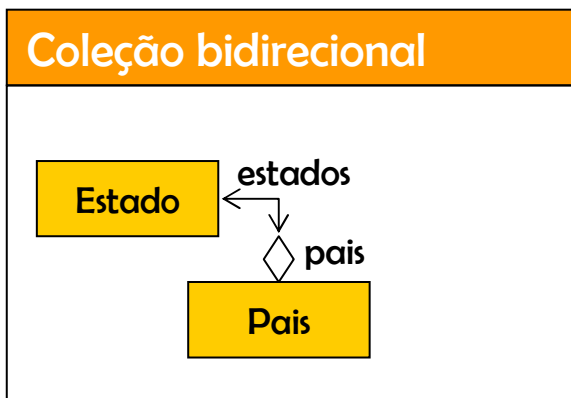 Coleção bidirecional
estados
Estado
pais
Pais